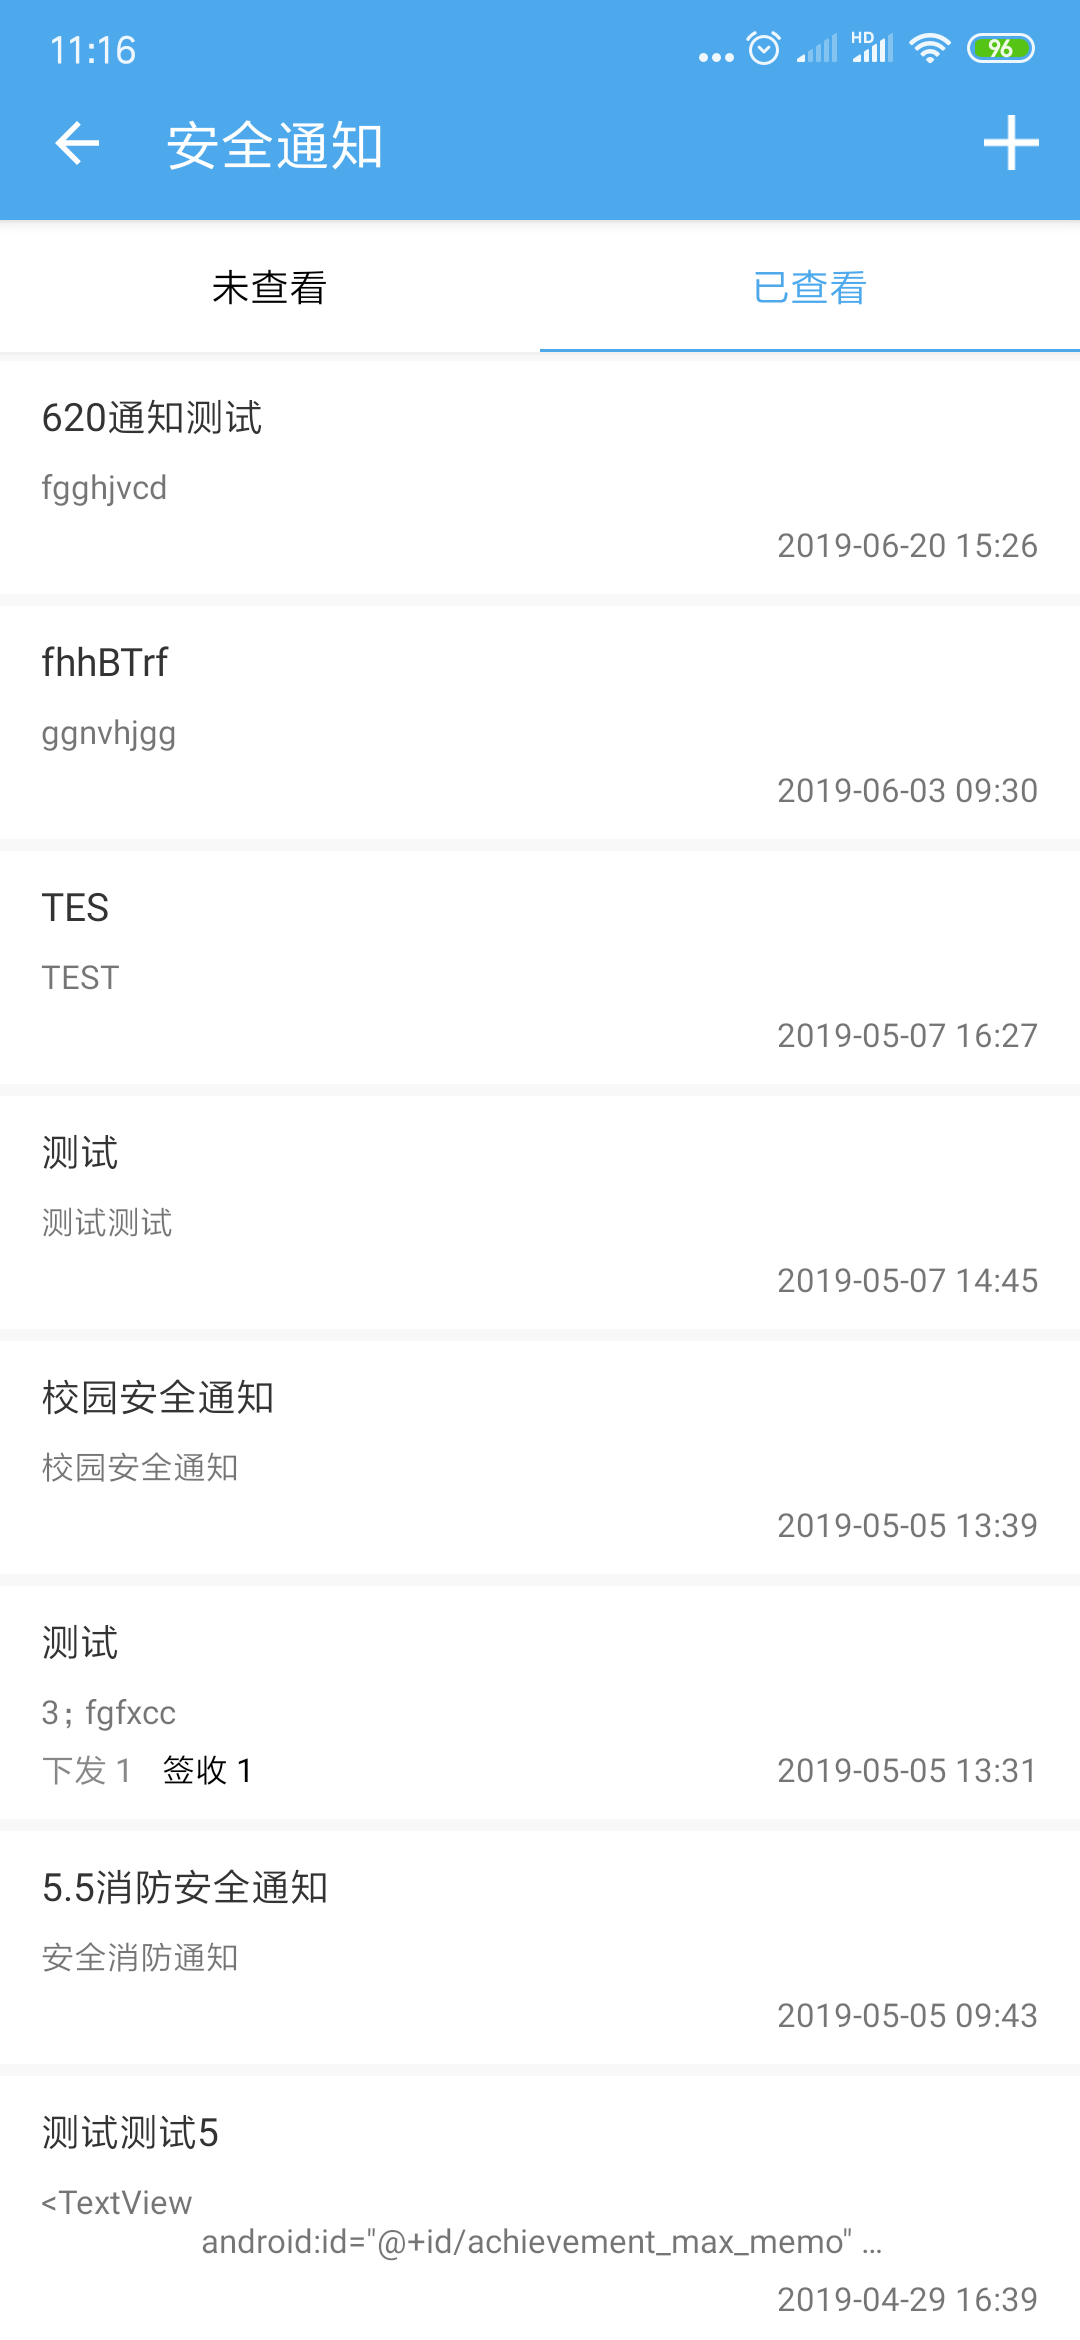 11:16
HD
96
安全通知
未查看
已查看
620通知测试
fgghjvcd
2019-06-20 15:26
fhhBTrf
ggnvhjgg
2019-06-03 09:30
TES
TEST
2019-05-07 16:27
测试
测试测试
2019-05-07 14:45
校园安全通知
校园安全通知
2019-05-05 13:39
测试
3；fgfxcc
下发 1 签收 1 2019-05-05 13:31
5.5消防安全通知
安全消防通知
2019-05-05 09:43
测试测试5
<TextView
android:id="@+id/achievement_max_memo" ...
2019-04-29 16:39